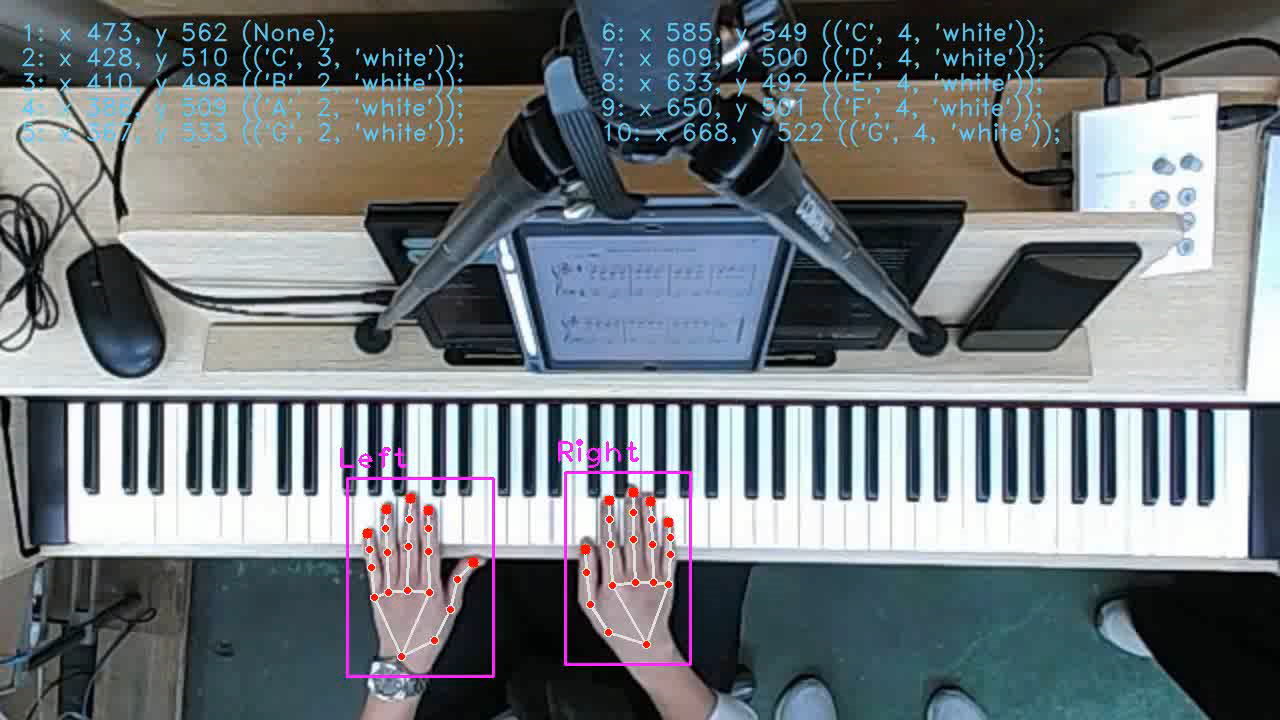 1: x 473, y 562 (None);
2: x 428, y 510 (('C', 3, 'white'));
3: x 410, y 498 (('B', 2, 'white'));
4: x 386, y 509 (('A', 2, 'white'));
5: x 367, y 533 (('G', 2, 'white'));
6: x 585, y 549 (('C', 4, 'white'));
7: x 609, y 500 (('D', 4, 'white'));
8: x 633, y 492 (('E', 4, 'white'));
9: x 650, y 501 (('F', 4, 'white'));
10: x 668, y 522 (('G', 4, 'white'));
Left
Right